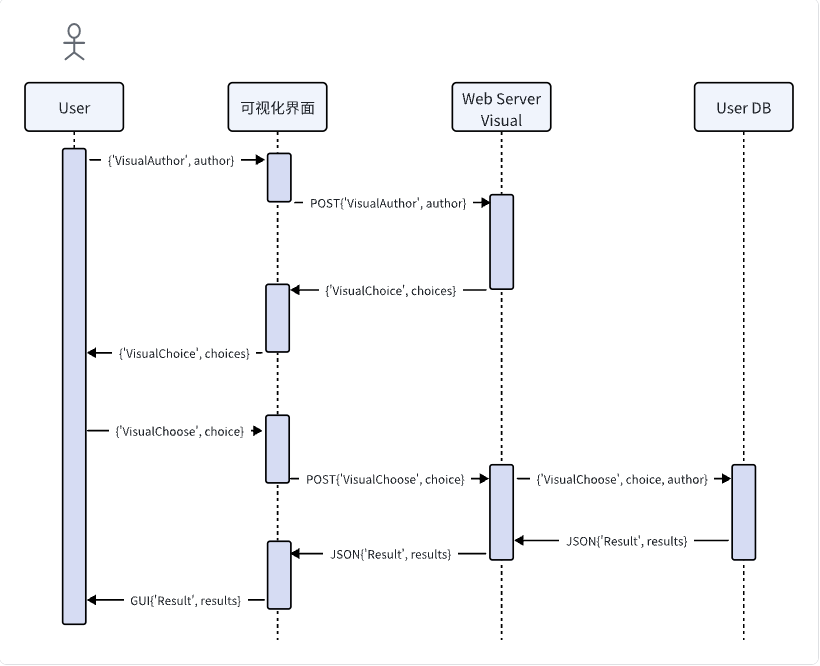 User
可视化界面
Web Server
Visual
User DB
{'VisualAuthor', author}
POST{'VisualAuthor', author}
{'VisualChoice', choices}
{'VisualChoice', choices}
{'VisualChoose', choice}
POST{'VisualChoose', choice}
{'VisualChoose', choice, author}
JSON{'Result', results}
JSON{'Result', results}
GUI{'Result', results}